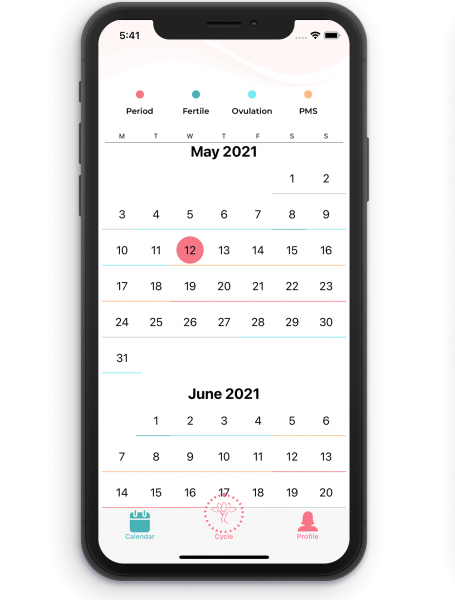 5:41
Period Fertile Ovulation PMS
M T W T F S S
May 2021
1 2
3 4 5 6 7 8 9
10 11 12 13 14 15 16
17 18 19 20 21 22 23
24 25 26 27 28 29 30
31
June 2021
1 2 3 4 5 6
7 8 9 10 11 12 13
14 15 16 17 18 19 20
Calendar Cycle Profile